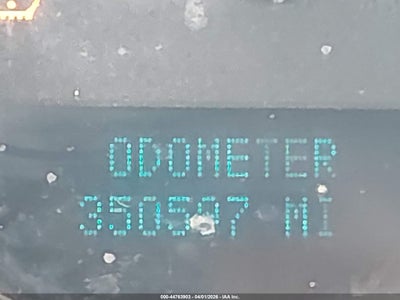 ODOMETER
MI
000-44763903 - 04/01/2026 - IAA Inc.